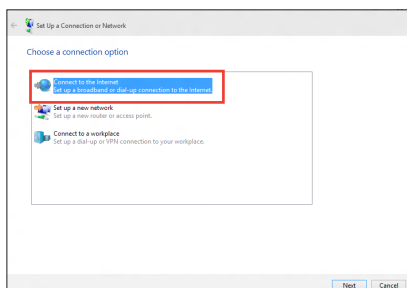 Set Up a Connection or Network
Choose a connection option
Connect to the Internet
Set up a broadband or dial-up connection to the Internet.
Set up a new network
Set up a new router or access point.
Connect to a workplace
Set up a dial-up or VPN connection to your workplace.
Next Cancel